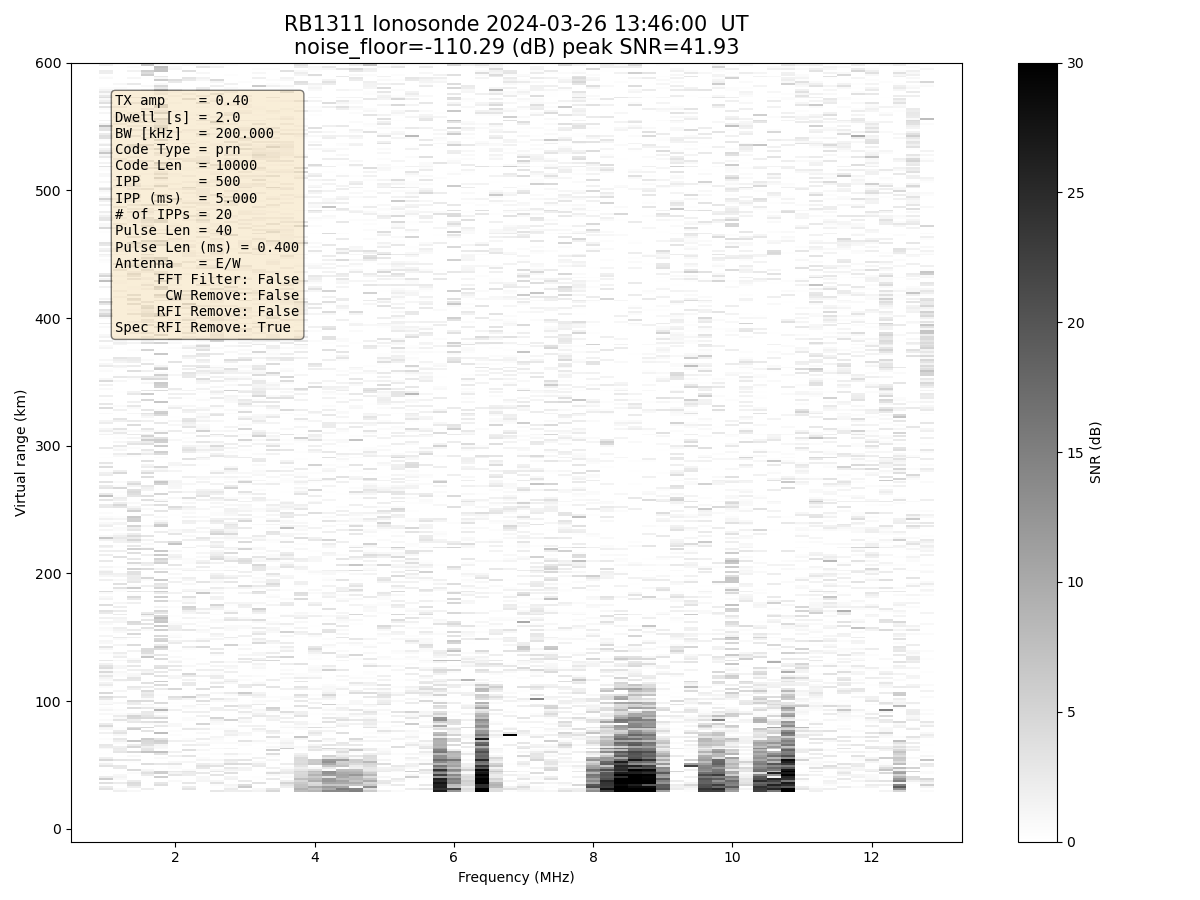 RB1311 Ionosonde 2024-03-26 13:46:00  UT
noise_floor=-110.29 (dB) peak SNR=41.93
TX amp    = 0.40
Dwell [s] = 2.0
BW [kHz]  = 200.000
Code Type = prn
Code Len  = 10000
IPP       = 500
IPP (ms)  = 5.000
# of IPPs = 20
Pulse Len = 40
Pulse Len (ms) = 0.400
Antenna   = E/W
FFT Filter: False
CW Remove: False
RFI Remove: False
Spec RFI Remove: True
600
500
400
300
200
100
0
Virtual range (km)
2 4 6 8 10 12
Frequency (MHz)
30
25
20
15
10
5
0
SNR (dB)